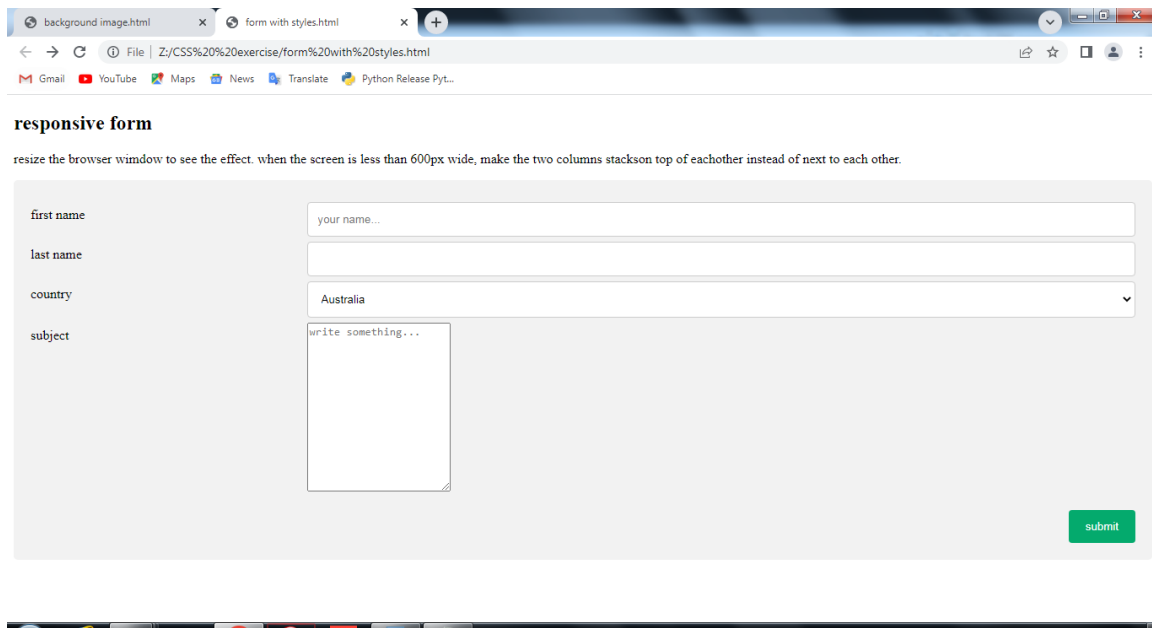 background image.html
form with styles.html
File Z:/CSS%20%20exercise/form%20with%20styles.html
Gmail YouTube Maps News Translate Python Release Pyt...
responsive form
resize the browser wimdow to see the effect. when the screen is less than 600px wide, make the two columns stackson top of eachother instead of next to each other.
first name
your name...
last name
country
Australia
subject
write something...
submit